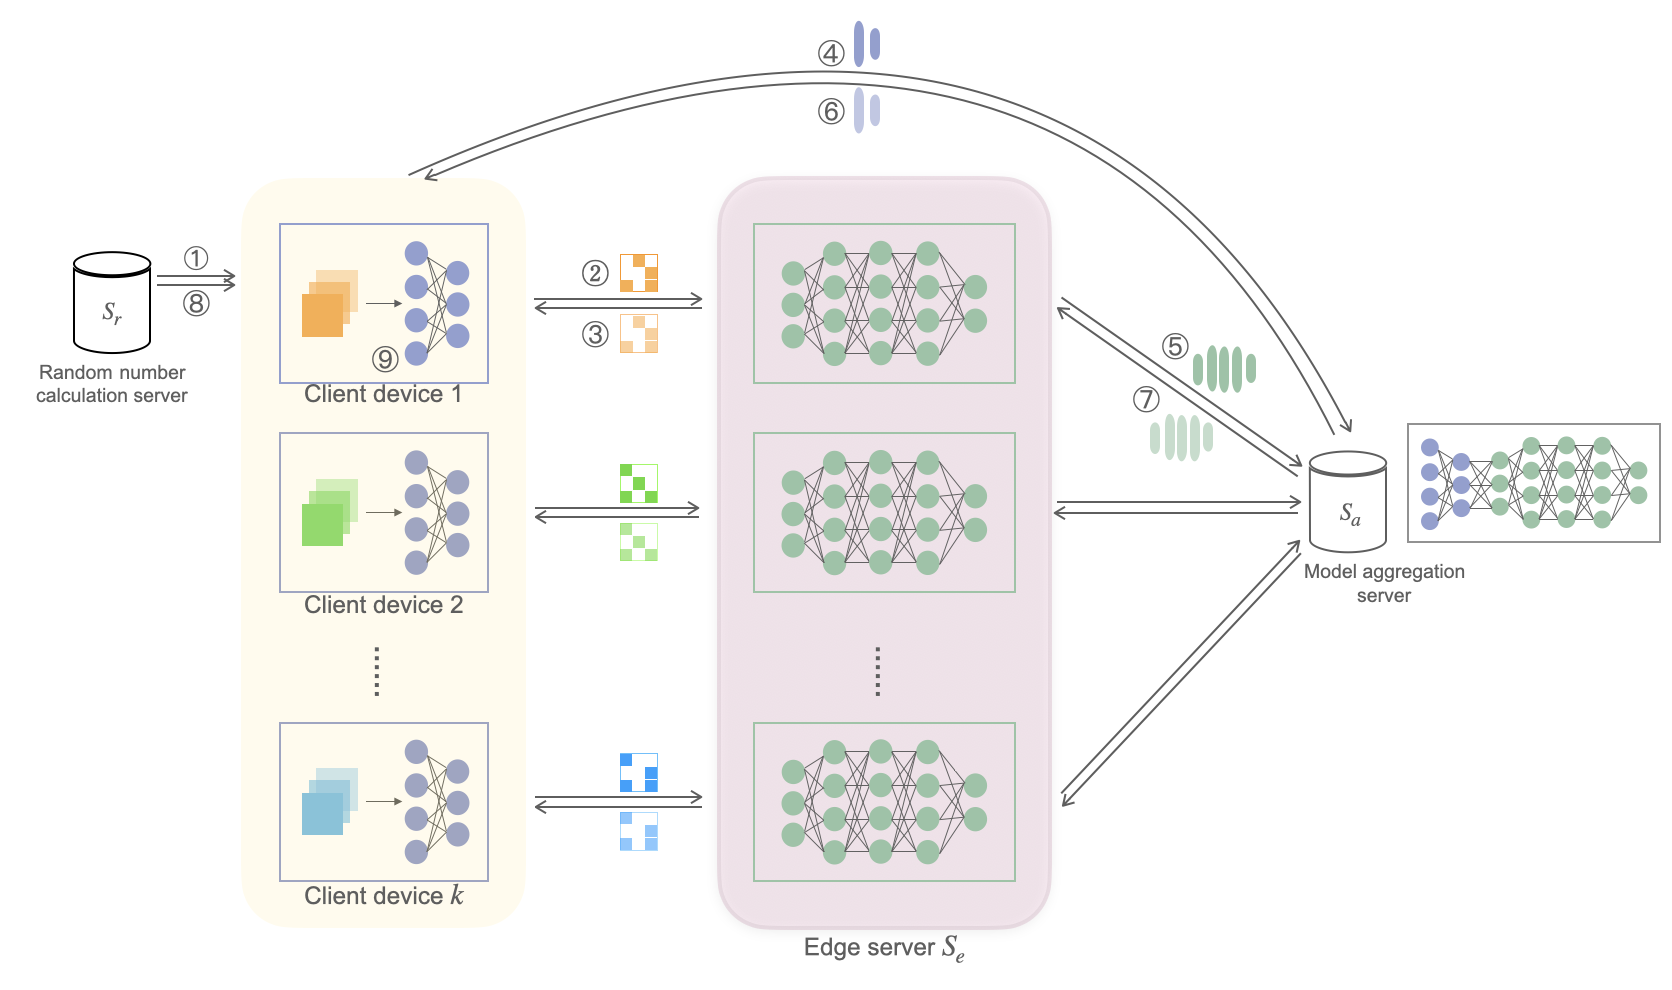 ④
⑥
①
⑧
S_r
Random number
calculation server
⑨
Client device 1
②
③
⑤
⑦
Client device 2
S_a
Model aggregation
server
Client device k
Edge server S_e